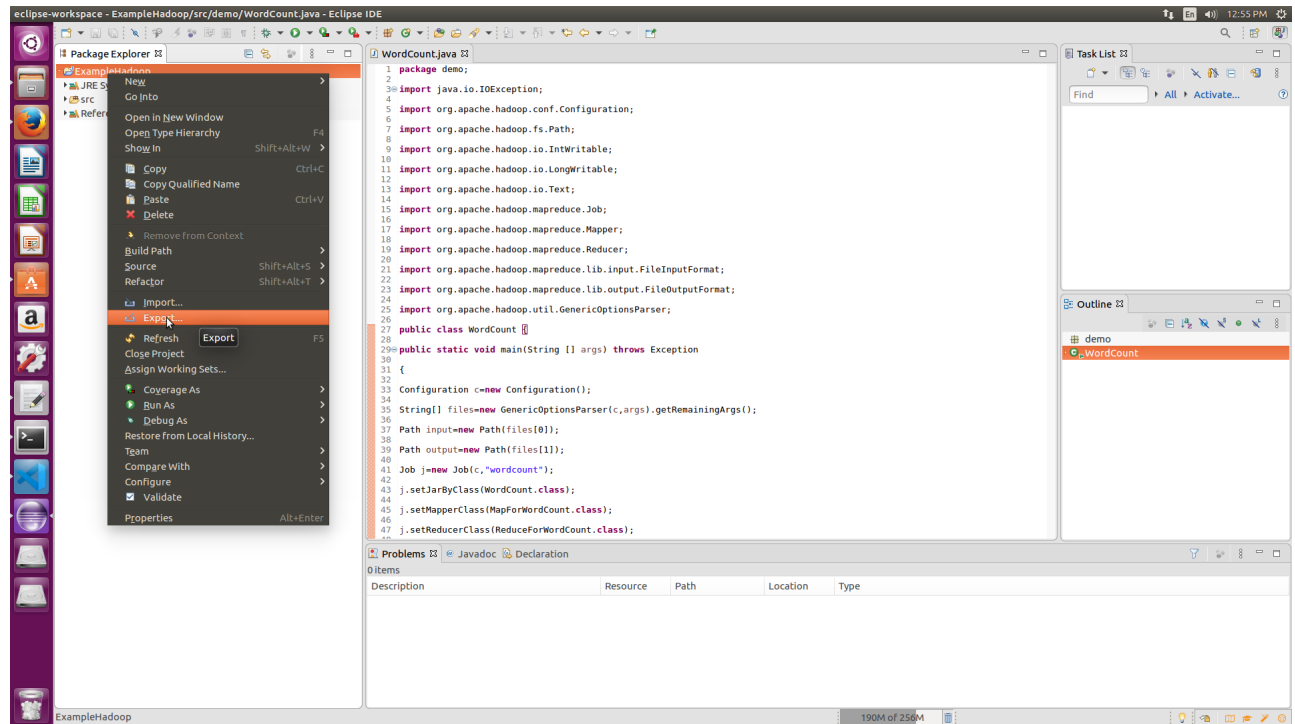 eclipse-workspace - ExampleHadoop/src/demo/WordCount.java - Eclipse IDE
En 12:55 PM
Package Explorer
ExampleHadoop
JRE Sy
src
Refere
New
Go Into
Open in New Window
Open Type Hierarchy F4
Show In Shift+Alt+W
Copy Ctrl+C
Copy Qualified Name
Paste Ctrl+V
Delete
Remove from Context
Build Path
Source Shift+Alt+S
Refactor Shift+Alt+T
Import...
Export...
Refresh F5
Export
Close Project
Assign Working Sets...
Coverage As
Run As
Debug As
Restore from Local History...
Team
Compare With
Configure
Validate
Properties Alt+Enter
WordCount.java
1 package demo;
2
3 import java.io.IOException;
4
5 import org.apache.hadoop.conf.Configuration;
6
7 import org.apache.hadoop.fs.Path;
8
9 import org.apache.hadoop.io.IntWritable;
10
11 import org.apache.hadoop.io.LongWritable;
12
13 import org.apache.hadoop.io.Text;
14
15 import org.apache.hadoop.mapreduce.Job;
16
17 import org.apache.hadoop.mapreduce.Mapper;
18
19 import org.apache.hadoop.mapreduce.Reducer;
20
21 import org.apache.hadoop.mapreduce.lib.input.FileInputFormat;
22
23 import org.apache.hadoop.mapreduce.lib.output.FileOutputFormat;
24
25 import org.apache.hadoop.util.GenericOptionsParser;
26
27 public class WordCount {
28
29 public static void main(String [] args) throws Exception
30
31 {
32
33 Configuration c=new Configuration();
34
35 String[] files=new GenericOptionsParser(c,args).getRemainingArgs();
36
37 Path input=new Path(files[0]);
38
39 Path output=new Path(files[1]);
40
41 Job j=new Job(c,"wordcount");
42
43 j.setJarByClass(WordCount.class);
44
45 j.setMapperClass(MapForWordCount.class);
46
47 j.setReducerClass(ReduceForWordCount.class);
Task List
Find All Activate...
Outline
demo
WordCount
Problems Javadoc Declaration
0 items
Description Resource Path Location Type
ExampleHadoop
190M of 256M